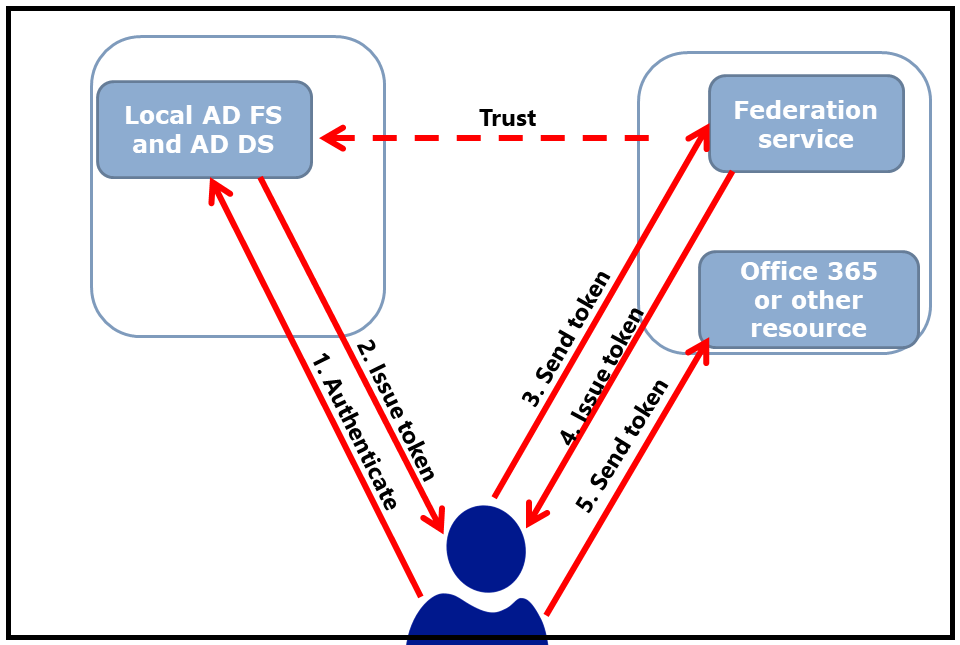 Local AD FS
and AD DS
Trust
Federation
service
Office 365
or other
resource
1. Authenticate
2. Issue token
3. Send token
4. Issue token
5. Send token